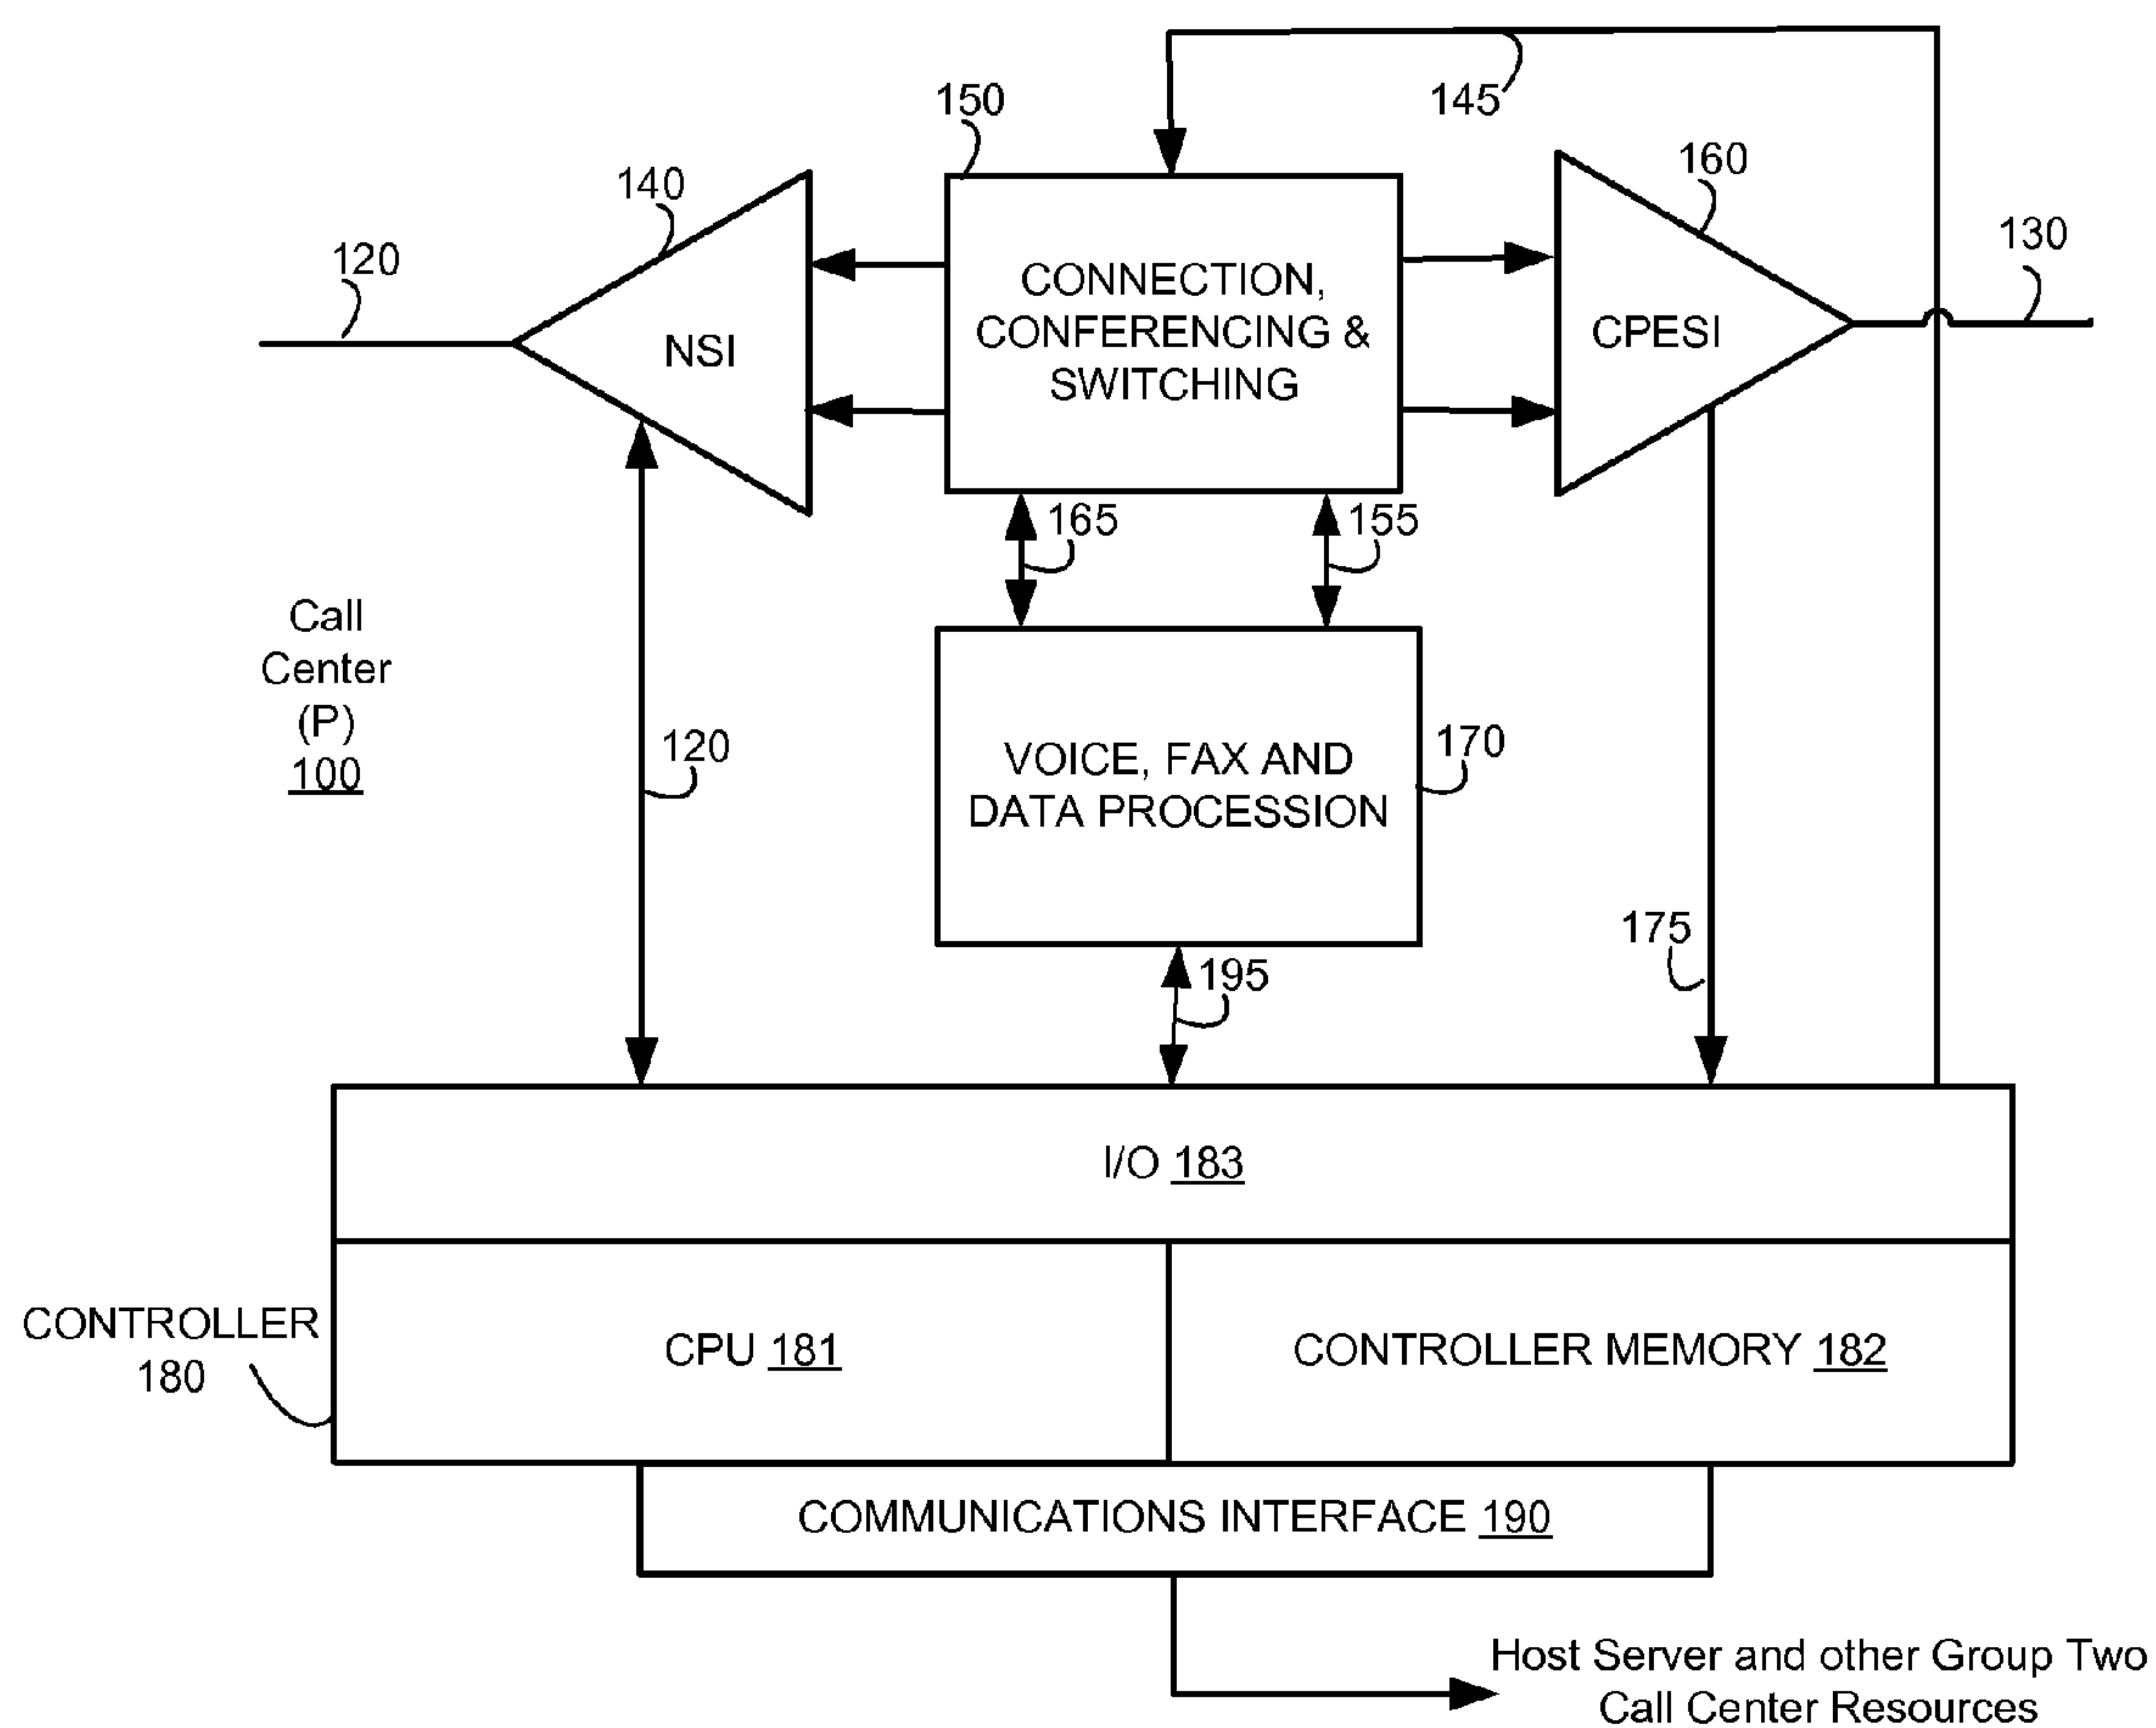 145
150
160
140
130
120
CONNECTION,
CONFERENCING &
SWITCHING
NSI
CPESI
165
155
Call
Center
(P)
100
120
VOICE, FAX AND
DATA PROCESSION
170
175
195
I/O 183
CONTROLLER
180
CPU 181
CONTROLLER MEMORY 182
COMMUNICATIONS INTERFACE 190
Host Server and other Group Two
Call Center Resources